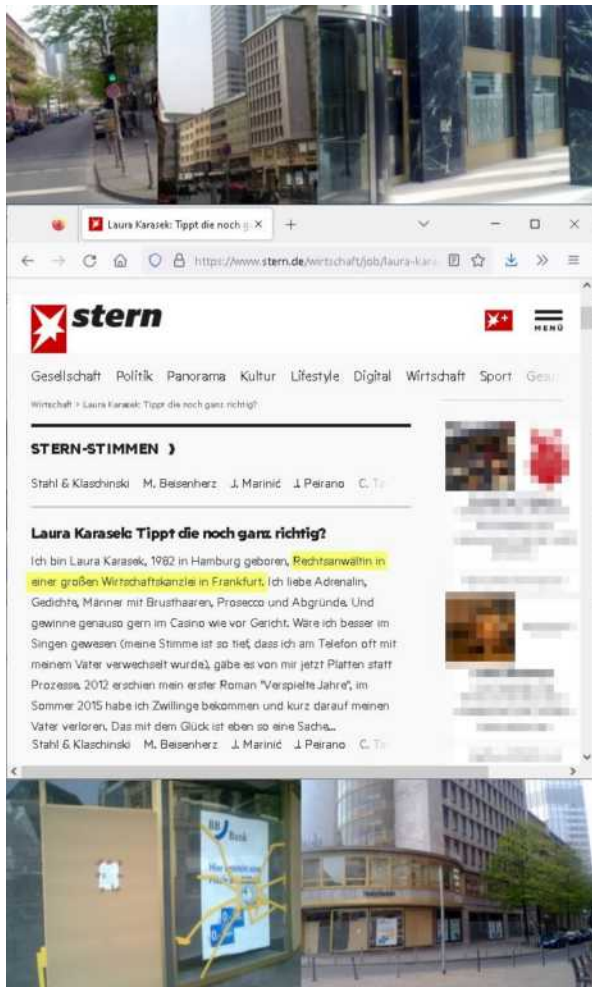 Laura Karasek: Tippt die noch g
https://www.stern.de/wirtschaft/job/laura-kara
stern
MENÜ
Gesellschaft Politik Panorama Kultur Lifestyle Digital Wirtschaft Sport Gesu
Wirtschaft > Laura Karasek: Tippt die noch ganz richtig?
STERN-STIMMEN
Stahl & Klaschinski M. Beisenherz J. Marinić J. Peirano C. Ta
Laura Karasek: Tippt die noch ganz richtig?
Ich bin Laura Karasek, 1982 in Hamburg geboren, Rechtsanwältin in
einer großen Wirtschaftskanzlei in Frankfurt. Ich liebe Adrenalin,
Gedichte, Männer mit Brusthaaren, Prosecco und Abgründe. Und
gewinne genauso gern im Casino wie vor Gericht. Wäre ich besser im
Singen gewesen (meine Stimme ist so tief, dass ich am Telefon oft mit
meinem Vater verwechselt wurde), gäbe es von mir jetzt Platten statt
Prozesse. 2012 erschien mein erster Roman "Verspielte Jahre", im
Sommer 2015 habe ich Zwillinge bekommen und kurz darauf meinen
Vater verloren. Das mit dem Glück ist eben so eine Sache...
Stahl & Klaschinski M. Beisenherz J. Marinić J. Peirano C. Ta
BB
Bank
Hier